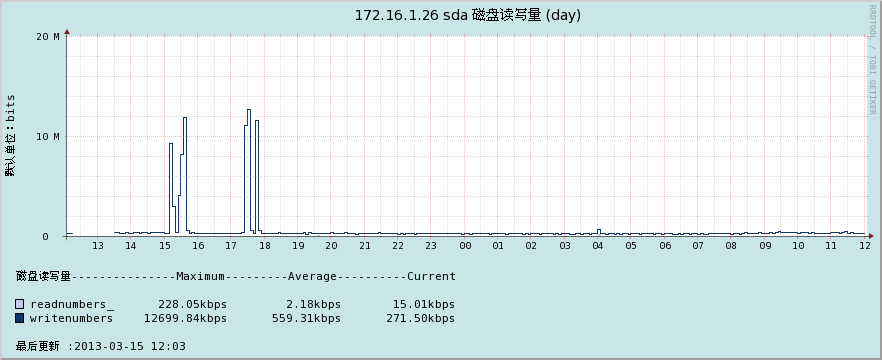 172.16.1.26 sda 磁盘读写量 (day)
RRDTOOL / TOBI OETIKER
默认单位：bits
20 M
10 M
0
13 14 15 16 17 18 19 20 21 22 23 00 01 02 03 04 05 06 07 08 09 10 11 12
磁盘读写量---------------Maximum---------Average----------Current
readnumbers_ 228.05kbps 2.18kbps 15.01kbps
writenumbers 12699.84kbps 559.31kbps 271.50kbps
最后更新 :2013-03-15 12:03